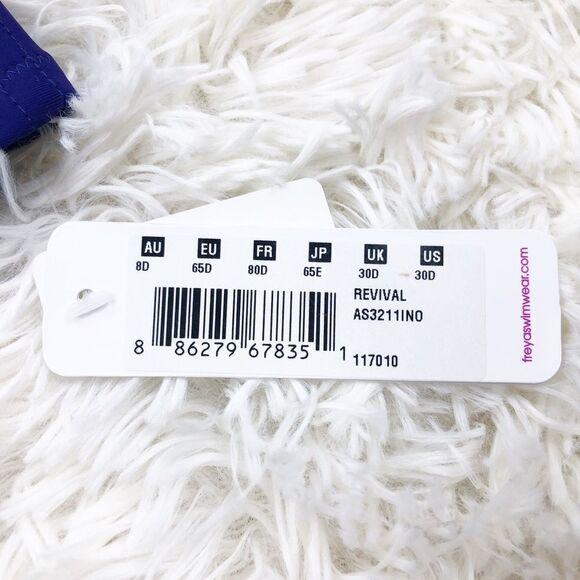 AU EU FR JP UK US
8D 65D 80D 65E 30D 30D
REVIVAL
AS3211INO
8 86279 67835 1
117010
freyaswimwear.com